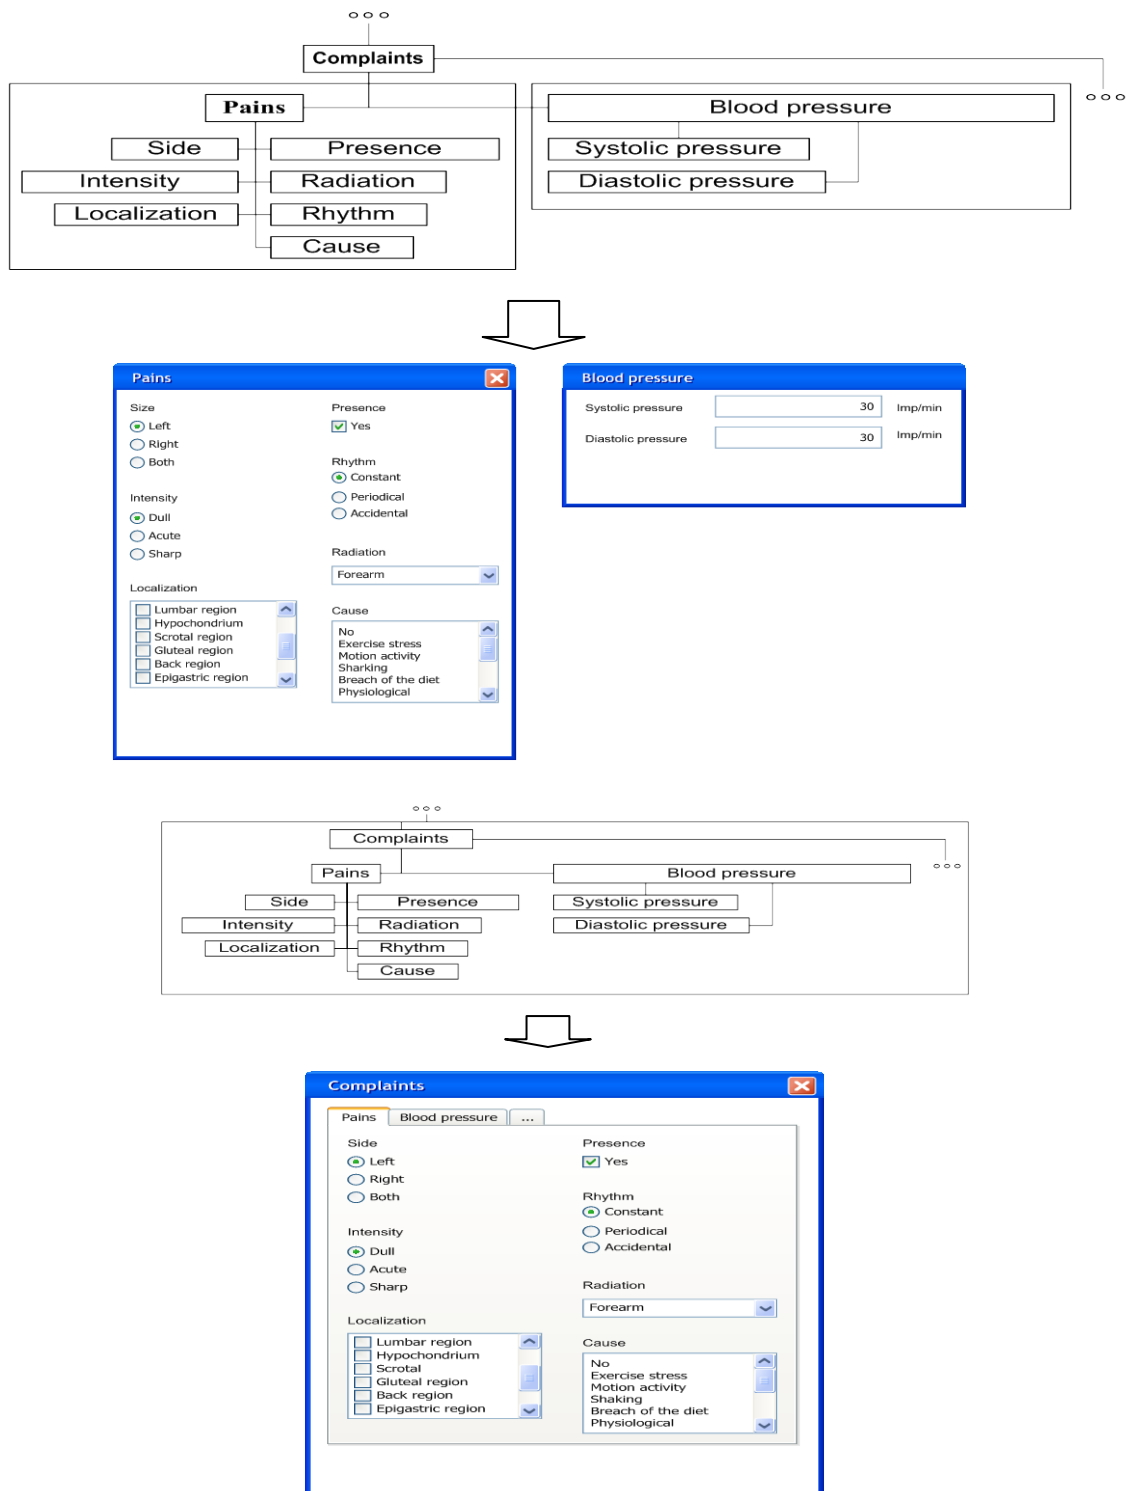 Complaints
Pains
Blood pressure
Side
Presence
Systolic pressure
Intensity
Radiation
Diastolic pressure
Localization
Rhythm
Cause
Pains
Size
Left
Right
Both
Intensity
Dull
Acute
Sharp
Localization
Lumbar region
Hypochondrium
Scrotal region
Gluteal region
Back region
Epigastric region
Presence
Yes
Rhythm
Constant
Periodical
Accidental
Radiation
Forearm
Cause
No
Exercise stress
Motion activity
Sharking
Breach of the diet
Physiological
Blood pressure
Systolic pressure 30 Imp/min
Diastolic pressure 30 Imp/min
Complaints
Pains
Blood pressure
Side
Presence
Systolic pressure
Intensity
Radiation
Diastolic pressure
Localization
Rhythm
Cause
Complaints
Pains Blood pressure ...
Side
Left
Right
Both
Intensity
Dull
Acute
Sharp
Localization
Lumbar region
Hypochondrium
Scrotal
Gluteal region
Back region
Epigastric region
Presence
Yes
Rhythm
Constant
Periodical
Accidental
Radiation
Forearm
Cause
No
Exercise stress
Motion activity
Shaking
Breach of the diet
Physiological